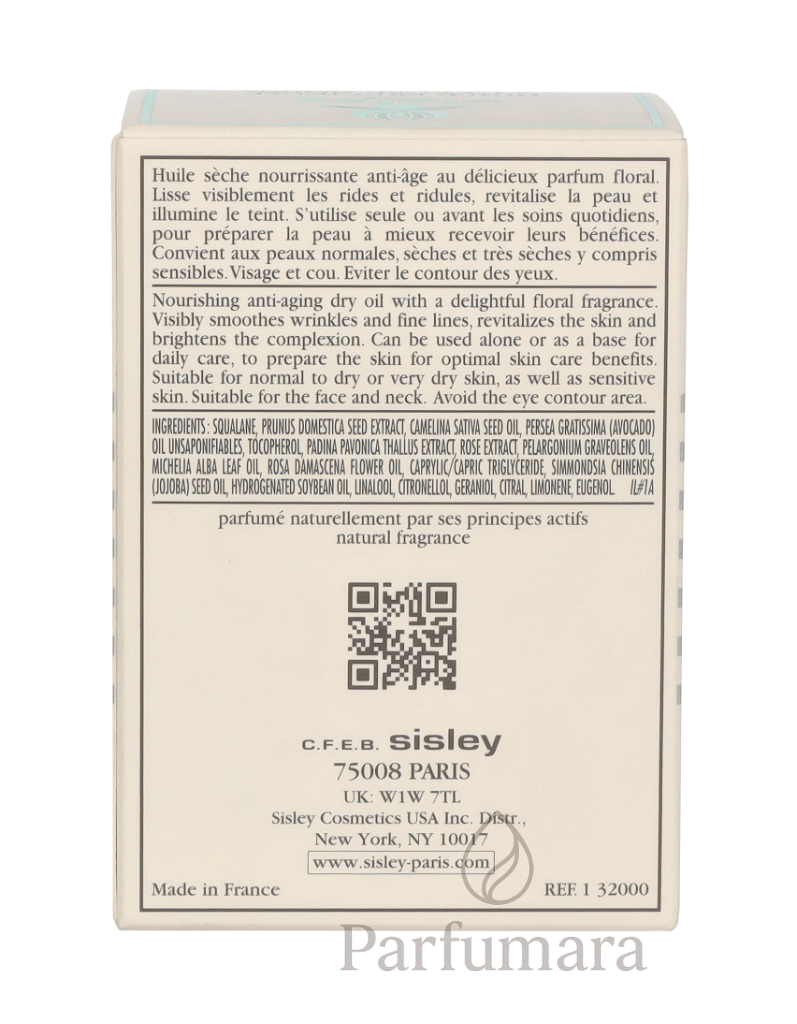 Huile sèche nourrissante anti-âge au délicieux parfum floral.
Lisse visiblement les rides et ridules, revitalise la peau et
illumine le teint. S'utilise seule ou avant les soins quotidiens,
pour préparer la peau à mieux recevoir leurs bénéfices.
Convient aux peaux normales, sèches et très sèches y compris
sensibles. Visage et cou. Eviter le contour des yeux.
Nourishing anti-aging dry oil with a delightful floral fragrance.
Visibly smoothes wrinkles and fine lines, revitalizes the skin and
brightens the complexion. Can be used alone or as a base for
daily care, to prepare the skin for optimal skin care benefits.
Suitable for normal to dry or very dry skin, as well as sensitive
skin. Suitable for the face and neck. Avoid the eye contour area.
INGREDIENTS : SQUALANE, PRUNUS DOMESTICA SEED EXTRACT, CAMELINA SATIVA SEED OIL, PERSEA GRATISSIMA (AVOCADO)
OIL UNSAPONIFIABLES, TOCOPHEROL, PADINA PAVONICA THALLUS EXTRACT, ROSE EXTRACT, PELARGONIUM GRAVEOLENS OIL,
MICHELIA ALBA LEAF OIL, ROSA DAMASCENA FLOWER OIL, CAPRYLIC/CAPRIC TRIGLYCERIDE, SIMMONDSIA CHINENSIS
(JOJOBA) SEED OIL, HYDROGENATED SOYBEAN OIL, LINALOOL, CITRONELLOL, GERANIOL, CITRAL, LIMONENE, EUGENOL. IL#1A
parfumé naturellement par ses principes actifs
natural fragrance
C.F.E.B. sisley
75008 PARIS
UK: W1W 7TL
Sisley Cosmetics USA Inc. Distr.,
New York, NY 10017
www.sisley-paris.com
Made in France REF. 1 32000
Parfumara